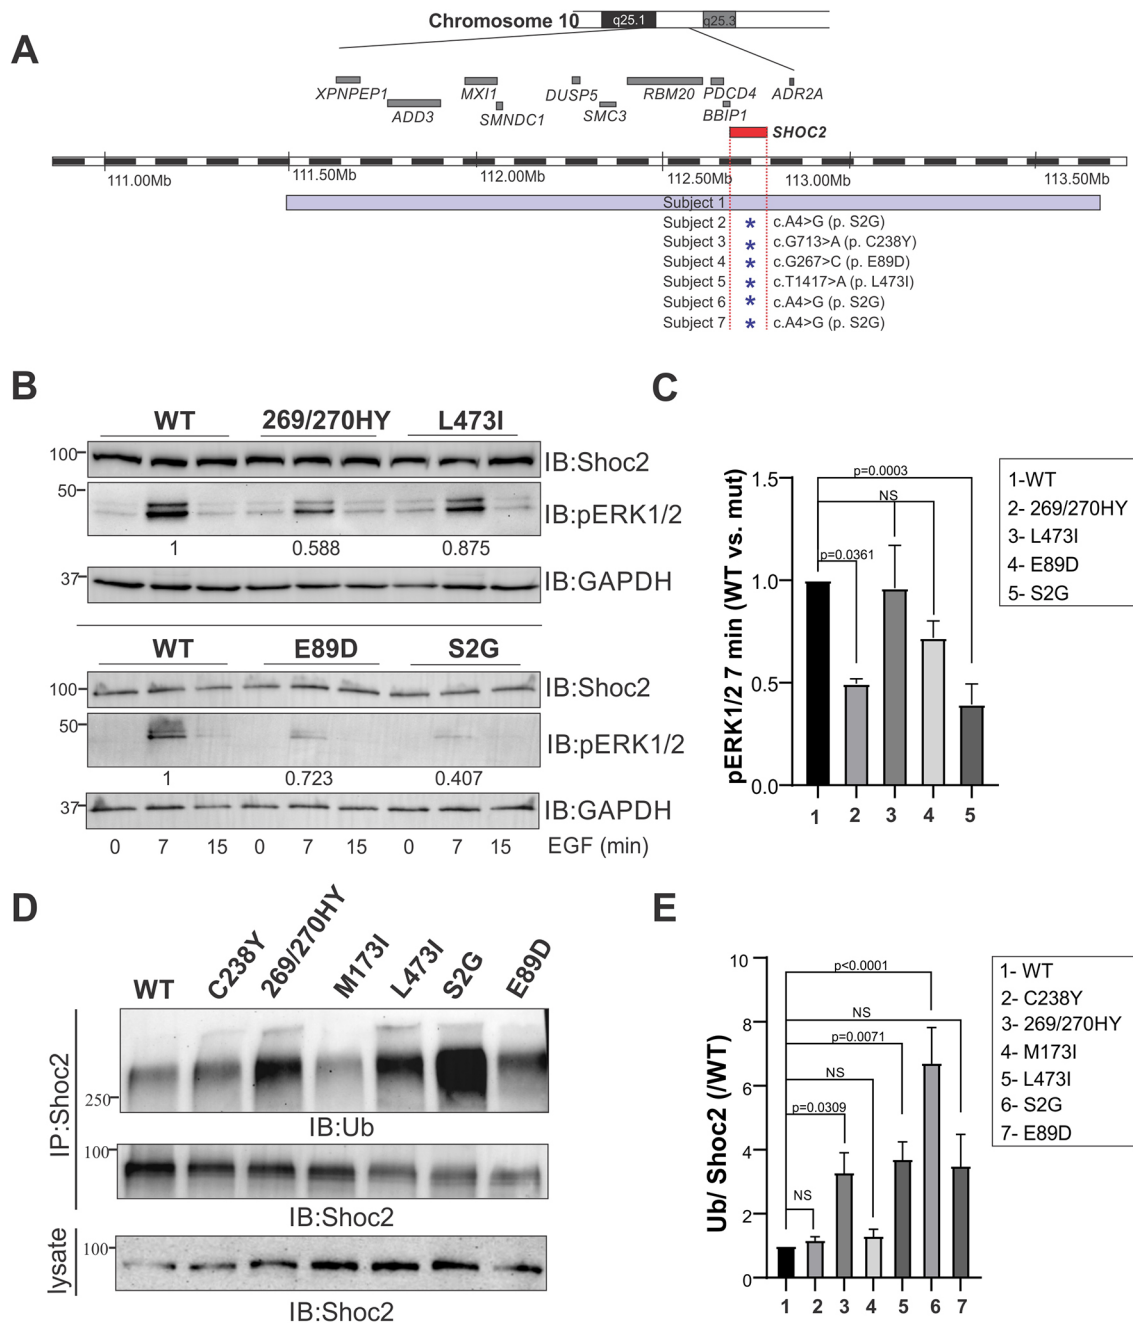 Chromosome 10 q25.1 q25.3
A
XPNPEP1 MXI1 DUSP5 RBM20 PDCD4 ADR2A
ADD3 SMNDC1 SMC3 BBIP1
SHOC2
111.00Mb 111.50Mb 112.00Mb 112.50Mb 113.00Mb 113.50Mb
Subject 1
Subject 2 * c.A4>G (p. S2G)
Subject 3 * c.G713>A (p. C238Y)
Subject 4 * c.G267>C (p. E89D)
Subject 5 * c.T1417>A (p. L473I)
Subject 6 * c.A4>G (p. S2G)
Subject 7 * c.A4>G (p. S2G)
B
WT 269/270HY L473I
100 IB:Shoc2
50 IB:pERK1/2
1 0.588 0.875
37 IB:GAPDH
WT E89D S2G
100 IB:Shoc2
50 IB:pERK1/2
1 0.723 0.407
37 IB:GAPDH
0 7 15 0 7 15 0 7 15 EGF (min)
C
pERK1/2 7 min (WT vs. mut)
1.5
1.0
0.5
0.0
p=0.0003
NS
p=0.0361
1 2 3 4 5
1-WT
2- 269/270HY
3- L473I
4- E89D
5- S2G
D
WT C238Y 269/270HY M173I L473I S2G E89D
IP:Shoc2
250
IB:Ub
100
IB:Shoc2
lysate
100
IB:Shoc2
E
Ub/ Shoc2 (/WT)
10
8
6
4
2
0
p<0.0001
NS
p=0.0071
NS
p=0.0309
NS
1 2 3 4 5 6 7
1- WT
2- C238Y
3- 269/270HY
4- M173I
5- L473I
6- S2G
7- E89D